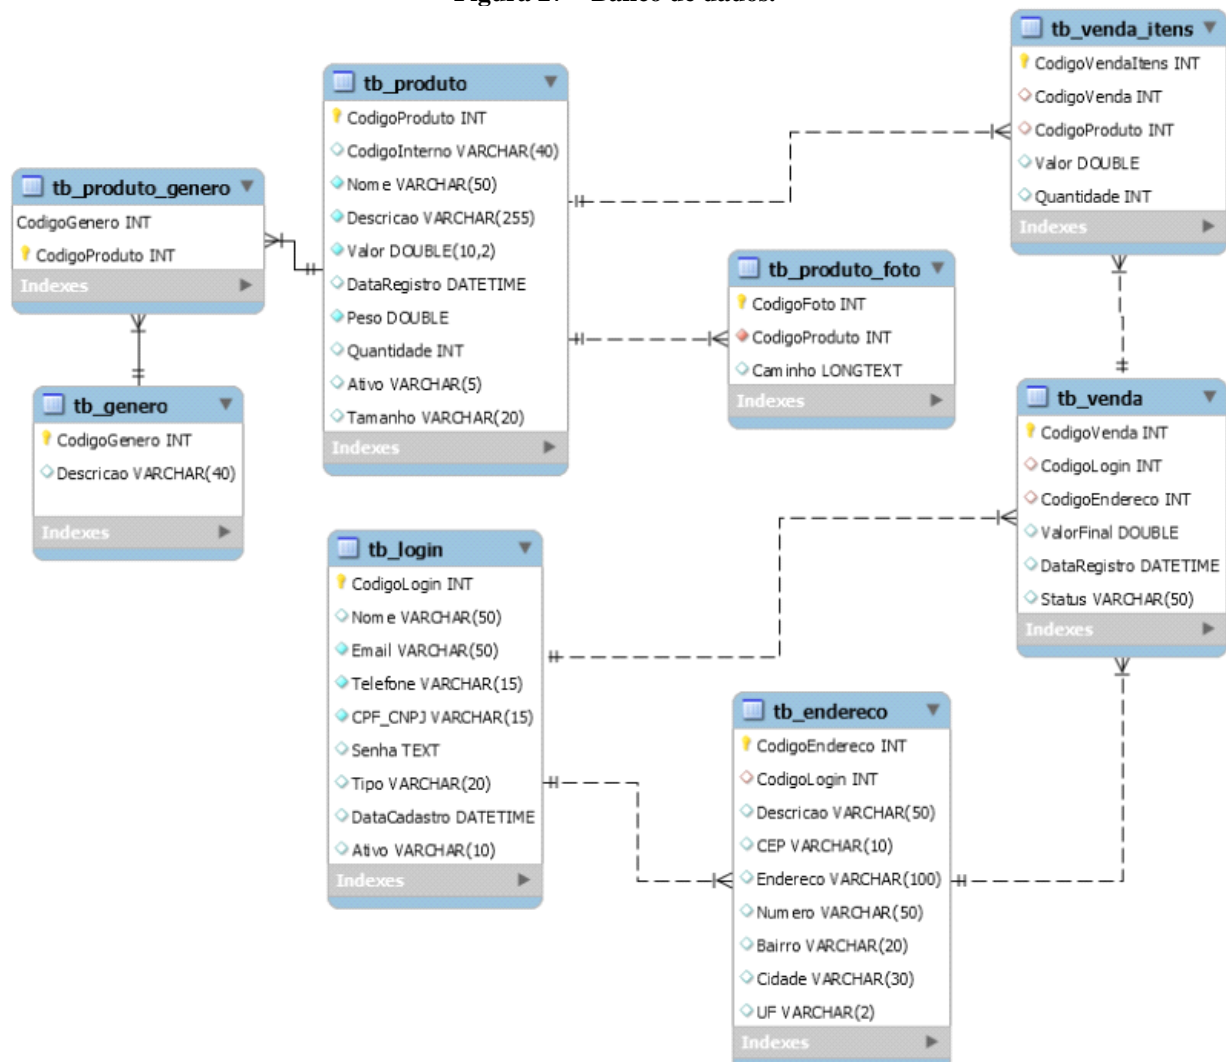 tb_venda_itens
CodigoVendaItens INT
CodigoVenda INT
CodigoProduto INT
Valor DOUBLE
Quantidade INT
Indexes
tb_produto
CodigoProduto INT
CodigoInterno VARCHAR(40)
Nome VARCHAR(50)
Descricao VARCHAR(255)
Valor DOUBLE(10,2)
DataRegistro DATETIME
Peso DOUBLE
Quantidade INT
Ativo VARCHAR(5)
Tamanho VARCHAR(20)
Indexes
tb_produto_genero
CodigoGenero INT
CodigoProduto INT
Indexes
tb_produto_foto
CodigoFoto INT
CodigoProduto INT
Caminho LONGTEXT
Indexes
tb_genero
CodigoGenero INT
Descricao VARCHAR(40)
Indexes
tb_venda
CodigoVenda INT
CodigoLogin INT
CodigoEndereco INT
ValorFinal DOUBLE
DataRegistro DATETIME
Status VARCHAR(50)
Indexes
tb_login
CodigoLogin INT
Nome VARCHAR(50)
Email VARCHAR(50)
Telefone VARCHAR(15)
CPF_CNPJ VARCHAR(15)
Senha TEXT
Tipo VARCHAR(20)
DataCadastro DATETIME
Ativo VARCHAR(10)
Indexes
tb_endereco
CodigoEndereco INT
CodigoLogin INT
Descricao VARCHAR(50)
CEP VARCHAR(10)
Endereco VARCHAR(100)
Numero VARCHAR(50)
Bairro VARCHAR(20)
Cidade VARCHAR(30)
UF VARCHAR(2)
Indexes